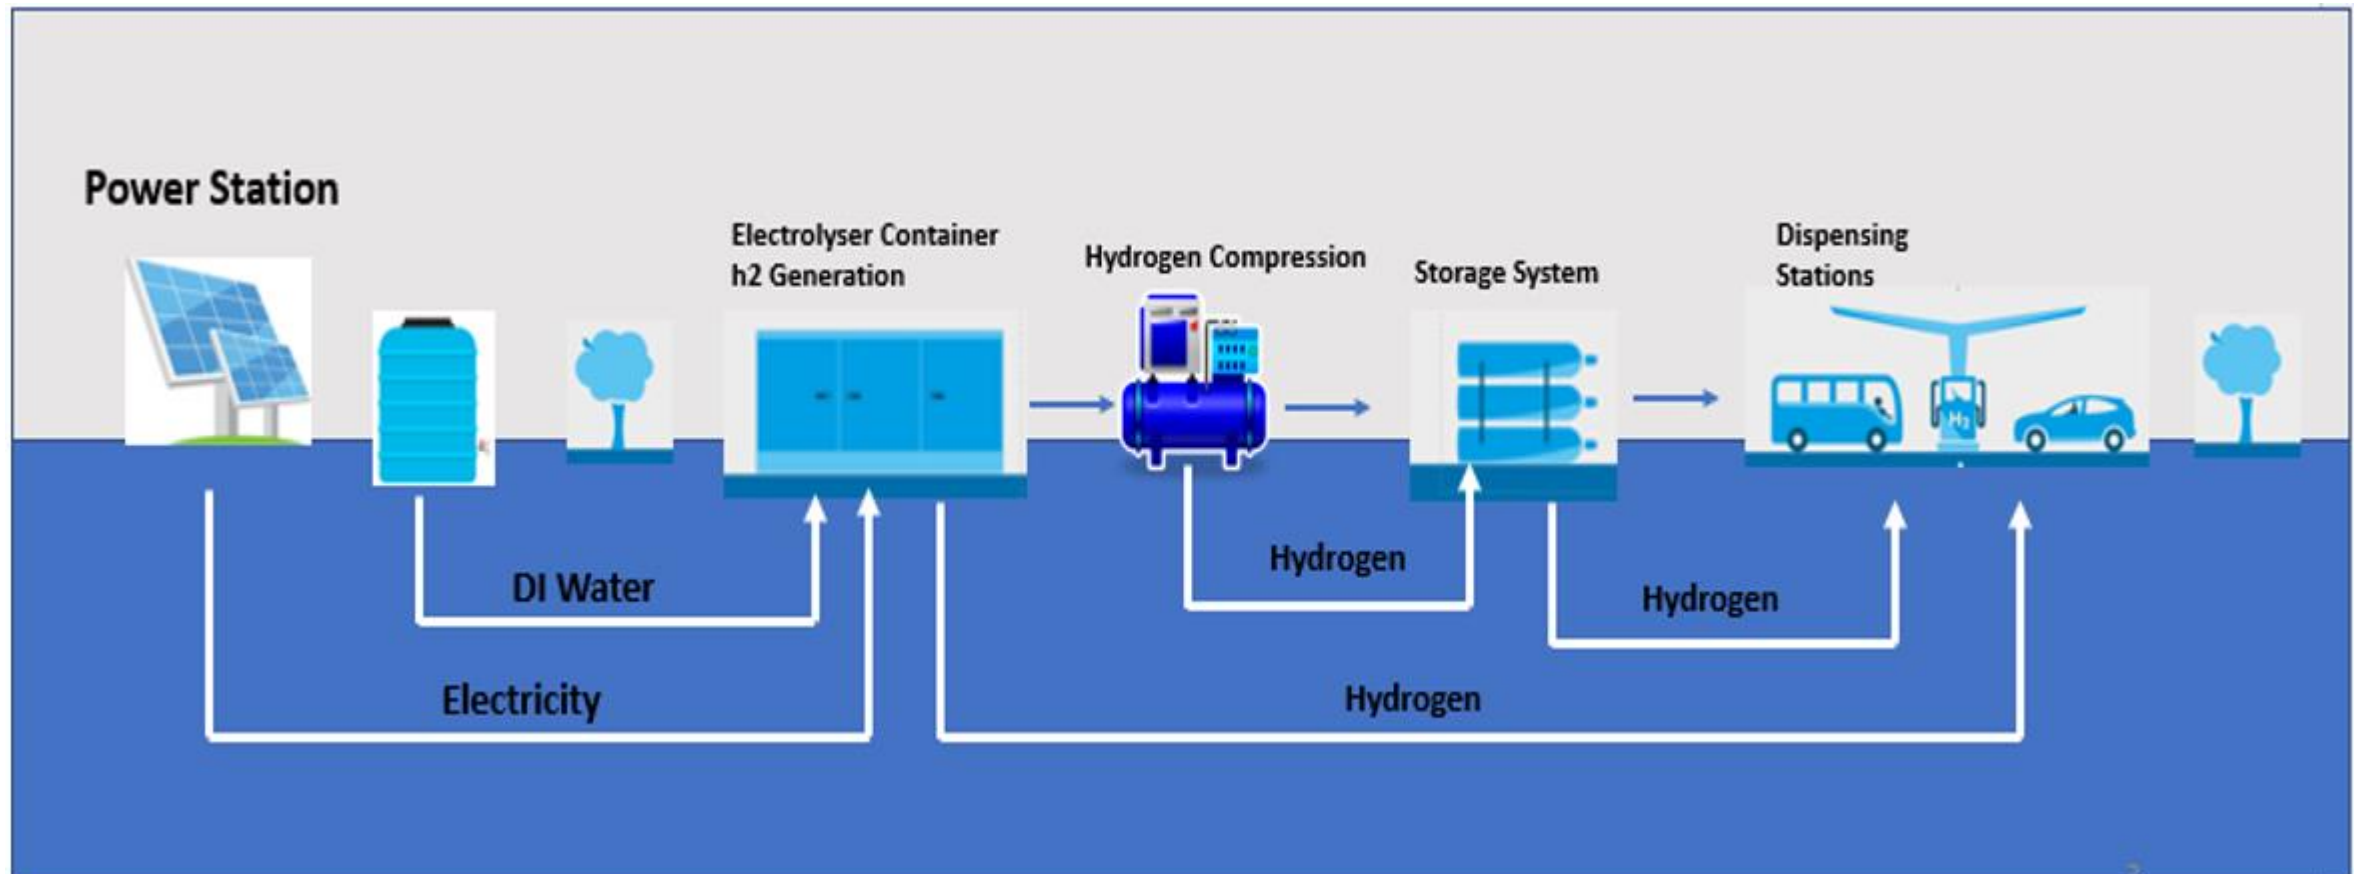 Power Station
Electrolyser Container
h2 Generation
Hydrogen Compression
Storage System
Dispensing
Stations
H2
DI Water
Electricity
Hydrogen
Hydrogen
Hydrogen